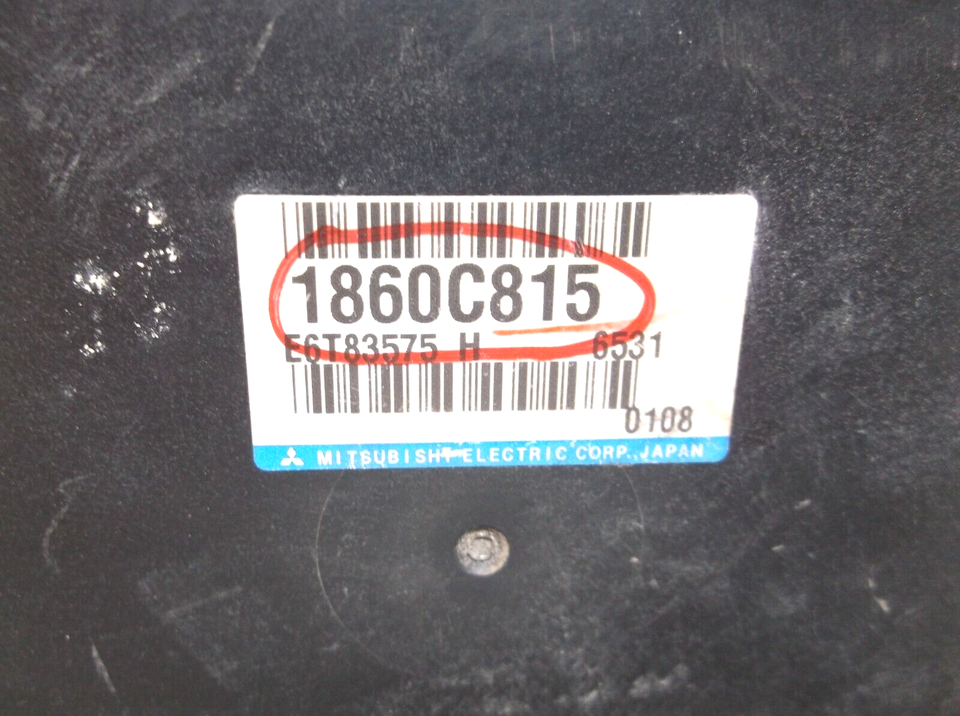 1860C815
E6T83575 H 6531
0108
MITSUBISHI ELECTRIC CORP. JAPAN